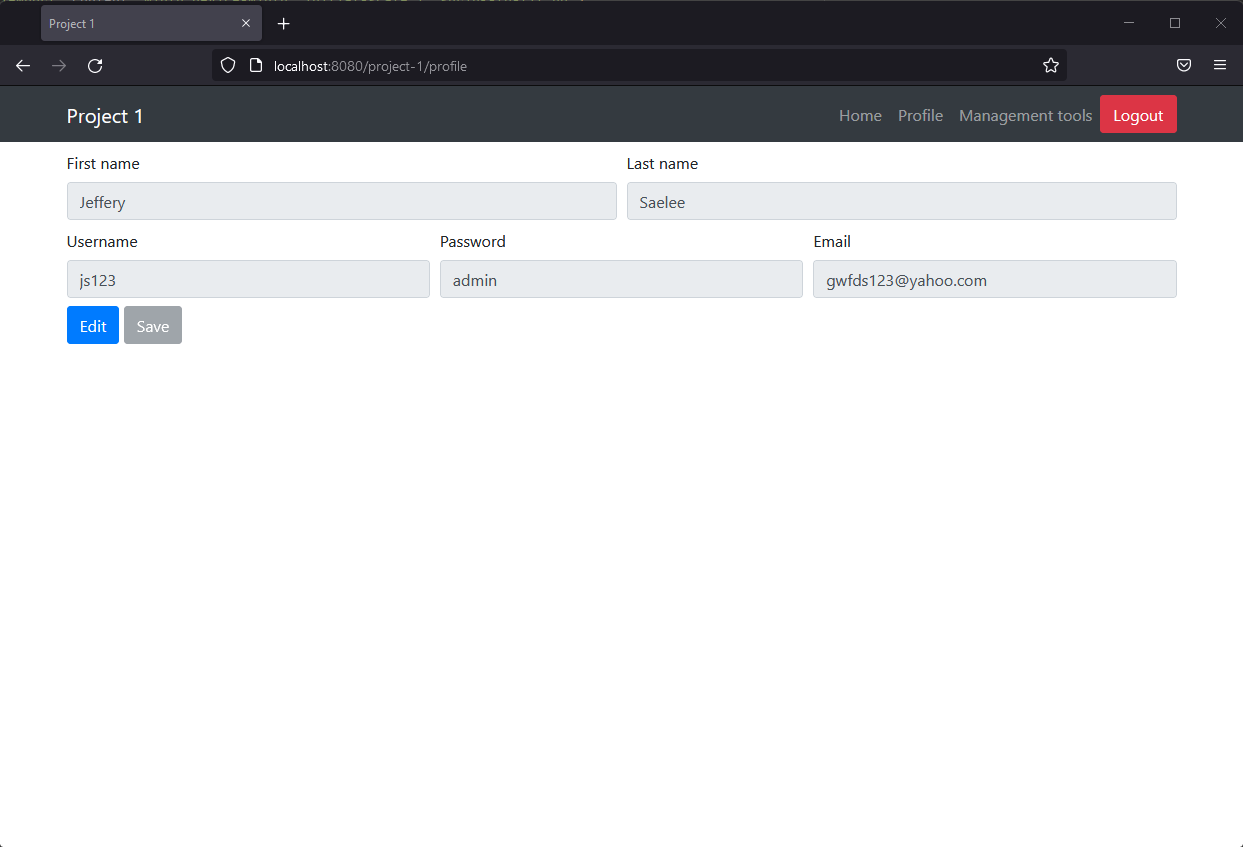 Project 1
localhost:8080/project-1/profile
Project 1 Home Profile Management tools Logout
First name Last name
Jeffery Saelee
Username Password Email
js123 admin gwfds123@yahoo.com
Edit Save